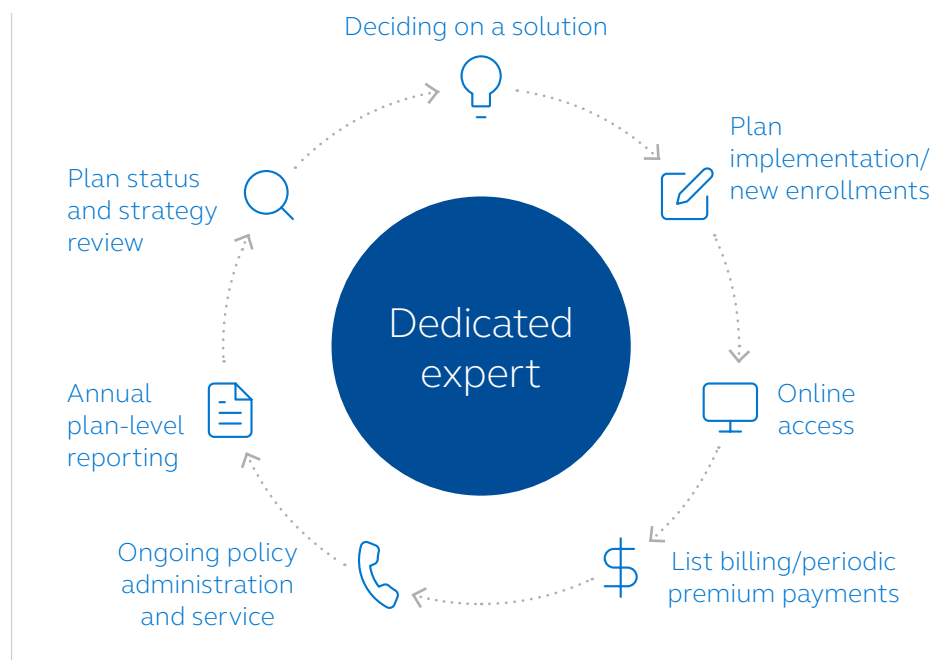 Deciding on a solution
Plan
implementation/
new enrollments
Online
access
List billing/periodic
premium payments
Ongoing policy
administration
and service
Annual
plan-level
reporting
Plan status
and strategy
review
Dedicated
expert